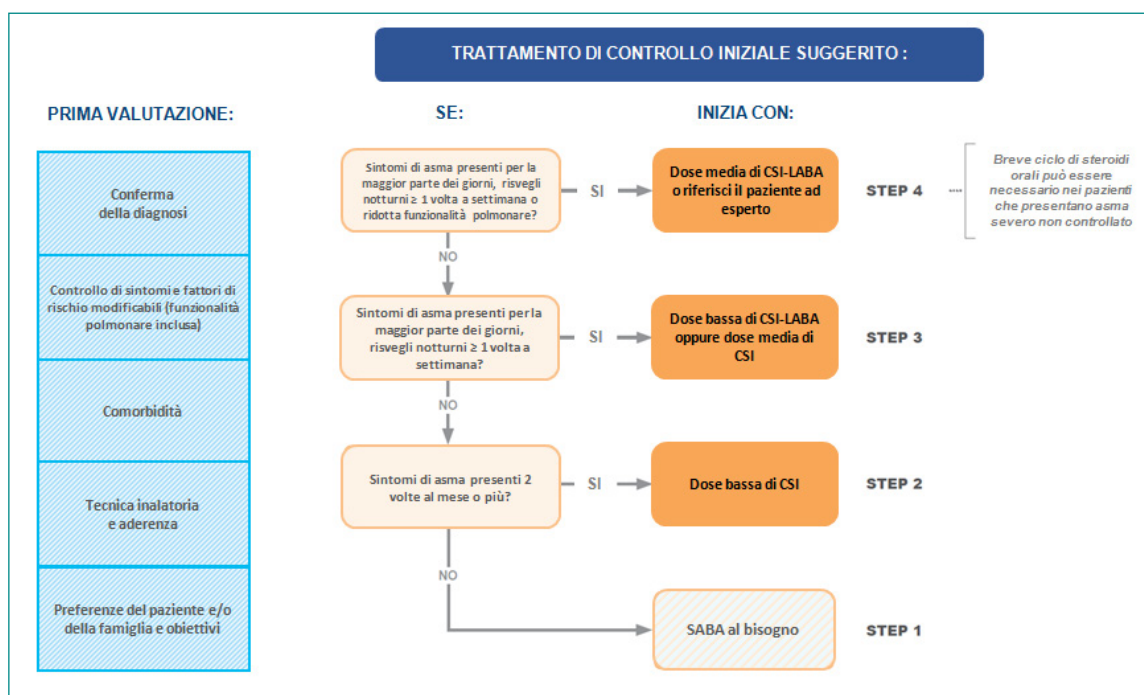 TRATTAMENTO DI CONTROLLO INIZIALE SUGGERITO :
PRIMA VALUTAZIONE:
SE:
INIZIA CON:
Conferma
della diagnosi
Controllo di sintomi e fattori di
rischio modificabili (funzionalità
polmonare inclusa)
Comorbidità
Tecnica inalatoria
e aderenza
Preferenze del paziente e/o
della famiglia e obiettivi
Sintomi di asma presenti per la
maggior parte dei giorni, risvegli
notturni ≥ 1 volta a settimana o
ridotta funzionalità polmonare?
SI
Dose media di CSI-LABA
o riferisci il paziente ad
esperto
STEP 4
Breve ciclo di steroidi
orali può essere
necessario nei pazienti
che presentano asma
severo non controllato
NO
Sintomi di asma presenti per la
maggior parte dei giorni,
risvegli notturni ≥ 1 volta a
settimana?
SI
Dose bassa di CSI-LABA
oppure dose media di
CSI
STEP 3
NO
Sintomi di asma presenti 2
volte al mese o più?
SI
Dose bassa di CSI
STEP 2
NO
SABA al bisogno
STEP 1